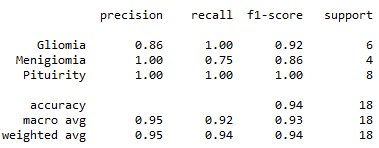 precision recall f1-score support
Gliomia 0.86 1.00 0.92 6
Menigiomia 1.00 0.75 0.86 4
Pituirity 1.00 1.00 1.00 8
accuracy 0.94 18
macro avg 0.95 0.92 0.93 18
weighted avg 0.95 0.94 0.94 18